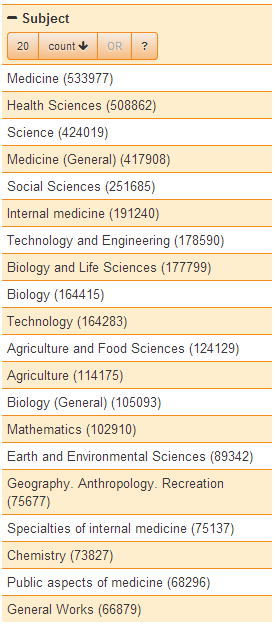 Subject
20 count OR ?
Medicine (533977)
Health Sciences (508862)
Science (424019)
Medicine (General) (417908)
Social Sciences (251685)
Internal medicine (191240)
Technology and Engineering (178590)
Biology and Life Sciences (177799)
Biology (164415)
Technology (164283)
Agriculture and Food Sciences (124129)
Agriculture (114175)
Biology (General) (105093)
Mathematics (102910)
Earth and Environmental Sciences (89342)
Geography. Anthropology. Recreation
(75677)
Specialties of internal medicine (75137)
Chemistry (73827)
Public aspects of medicine (68296)
General Works (66879)